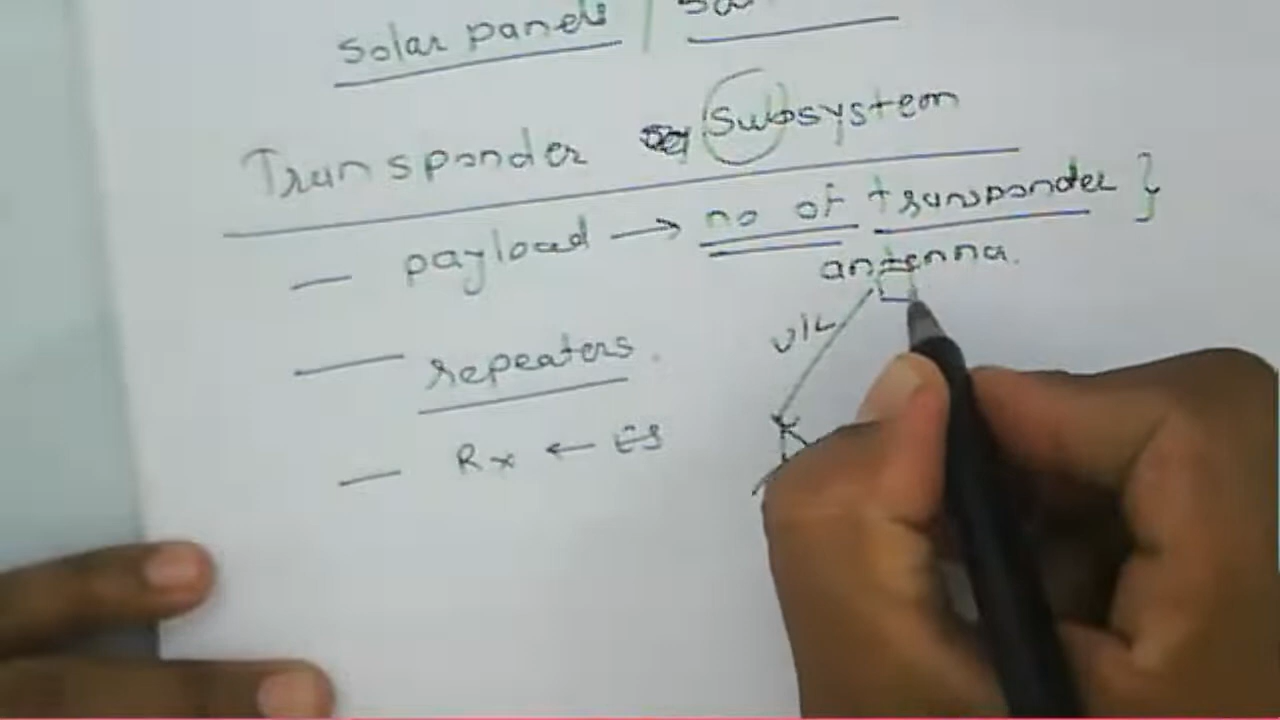 Solar panels /
Transponder Subsystem
— payload → no of transponder }
antenna.
U/L
— repeaters.
— Rx ← ES